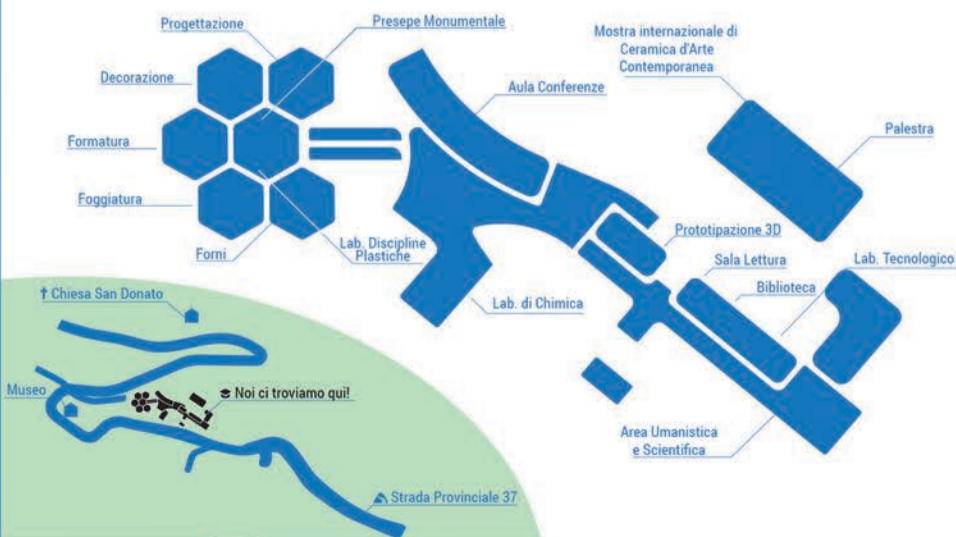 Progettazione
Presepe Monumentale
Mostra internazionale di
Ceramica d'Arte
Contemporanea
Decorazione
Aula Conferenze
Formatura
Palestra
Foggiatura
Forni
Lab. Discipline
Plastiche
Prototipazione 3D
Sala Lettura
Lab. Tecnologico
Biblioteca
Lab. di Chimica
Chiesa San Donato
Museo
Noi ci troviamo qui!
Area Umanistica
e Scientifica
Strada Provinciale 37